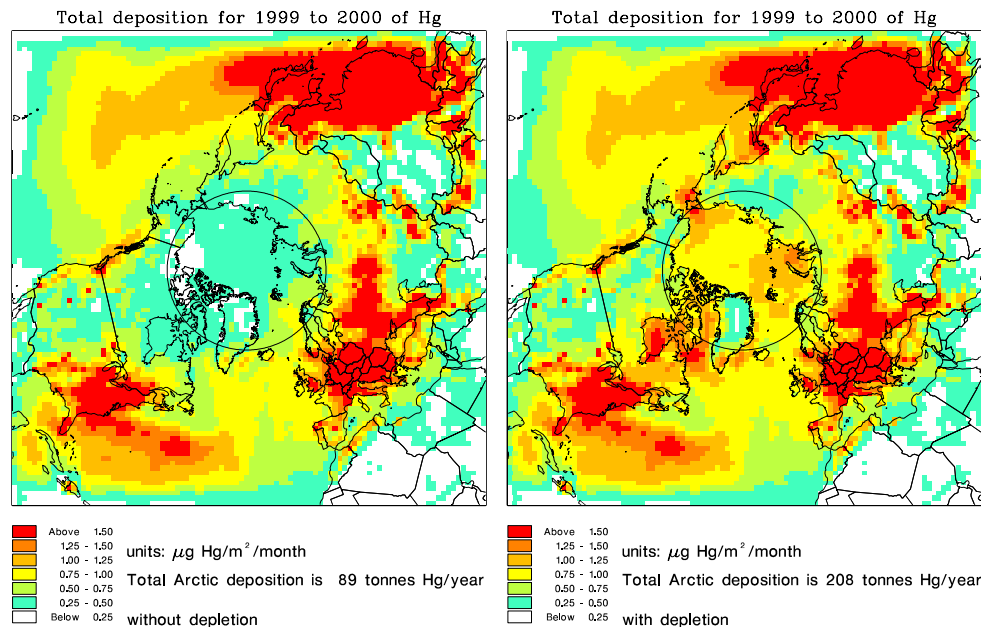 Total deposition for 1999 to 2000 of Hg
Above 1.50
1.25 - 1.50
1.00 - 1.25
0.75 - 1.00
0.50 - 0.75
0.25 - 0.50
Below 0.25
units: μg Hg/m²/month
Total Arctic deposition is 89 tonnes Hg/year
without depletion
Total deposition for 1999 to 2000 of Hg
Above 1.50
1.25 - 1.50
1.00 - 1.25
0.75 - 1.00
0.50 - 0.75
0.25 - 0.50
Below 0.25
units: μg Hg/m²/month
Total Arctic deposition is 208 tonnes Hg/year
with depletion